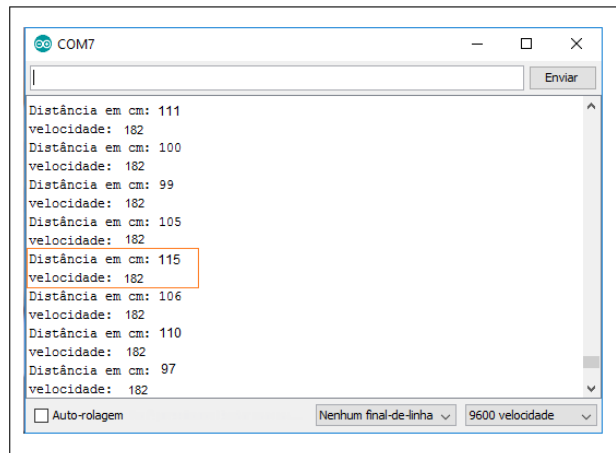 COM7
Enviar
Distância em cm: 111
velocidade: 182
Distância em cm: 100
velocidade: 182
Distância em cm: 99
velocidade: 182
Distância em cm: 105
velocidade: 182
Distância em cm: 115
velocidade: 182
Distância em cm: 106
velocidade: 182
Distância em cm: 110
velocidade: 182
Distância em cm: 97
velocidade: 182
Auto-rolagem Nenhum final-de-linha 9600 velocidade